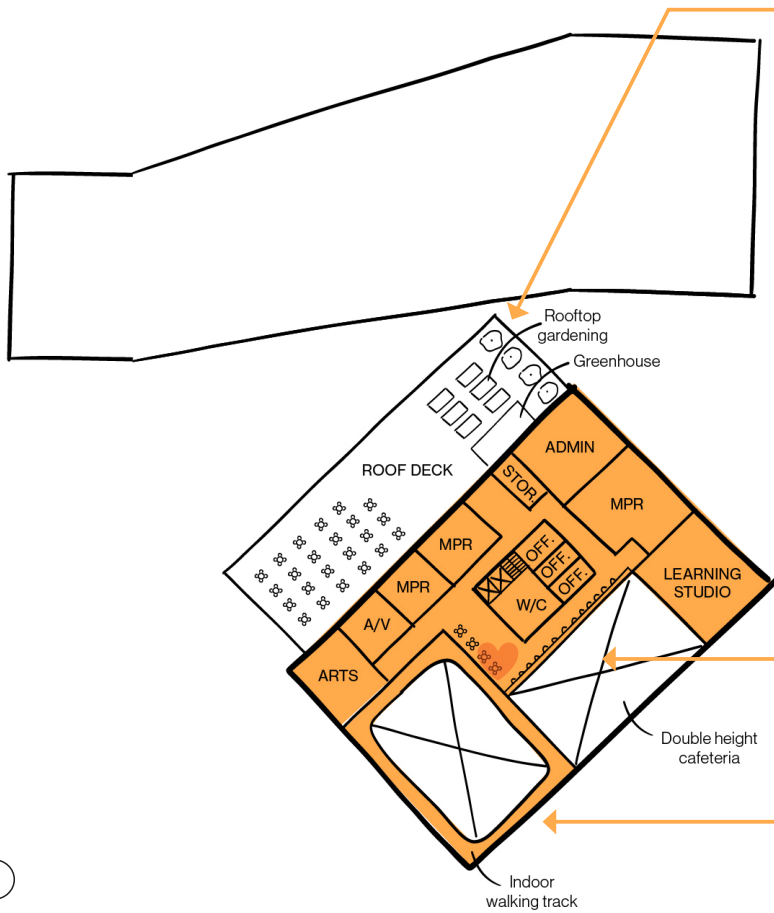 Rooftop
gardening
Greenhouse
ADMIN
ROOF DECK
STOR.
MPR
MPR
OFF.
OFF.
OFF.
LEARNING
STUDIO
MPR
W/C
A/V
ARTS
Double height
cafeteria
Indoor
walking track